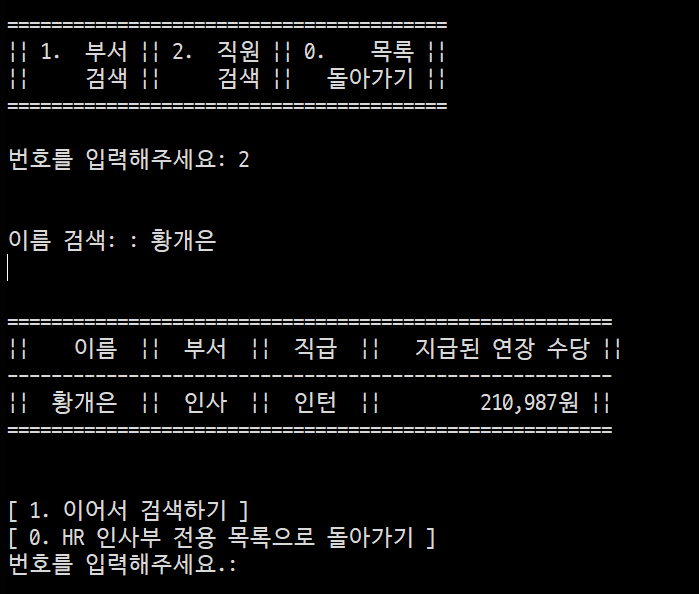 ========================================
|| 1.  부서 || 2.  직원 || 0.    목록 ||
||     검색 ||     검색 ||   돌아가기 ||
========================================
번호를 입력해주세요: 2
이름 검색: : 황개은
=======================================================
||    이름  ||  부서  ||  직급  ||   지급된 연장 수당 ||
-------------------------------------------------------
||  황개은  ||  인사  ||  인턴  ||         210,987원 ||
=======================================================
[ 1. 이어서 검색하기 ]
[ 0. HR 인사부 전용 목록으로 돌아가기 ]
번호를 입력해주세요.: